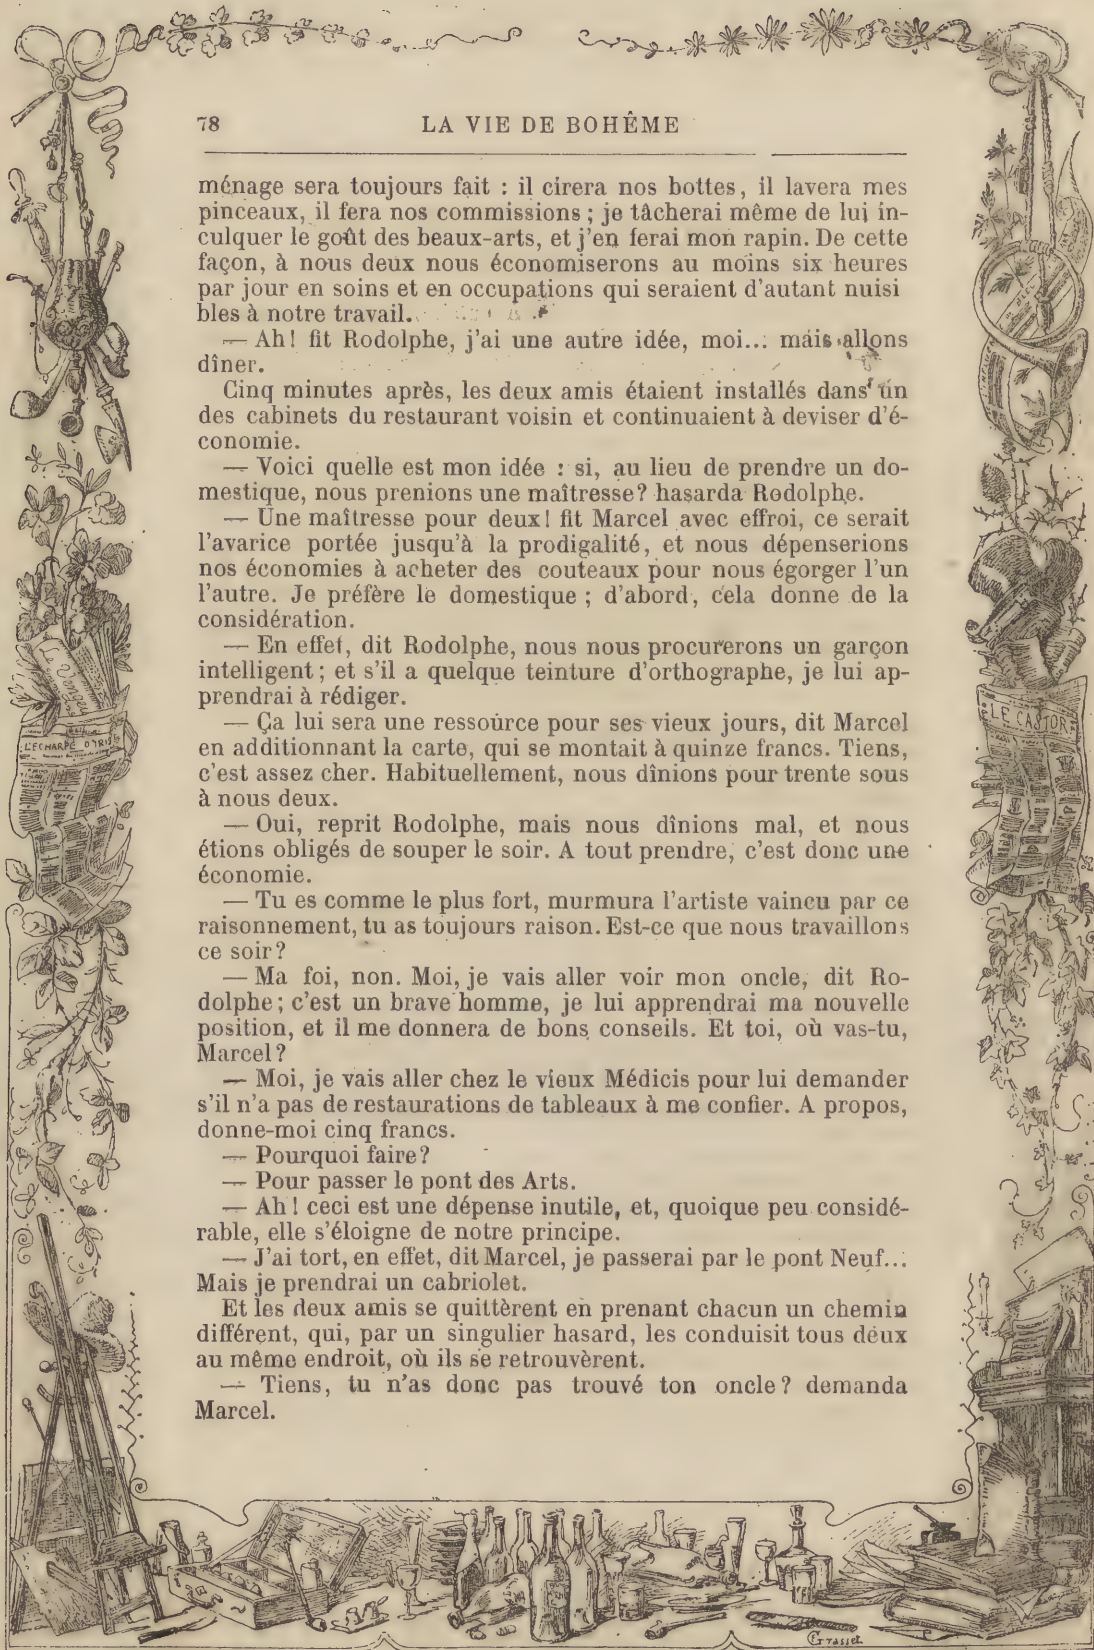 78
LA VIE DE BOHÊME
ménage sera toujours fait : il cirera nos bottes, il lavera mes
pinceaux, il fera nos commissions ; je tâcherai même de lui in-
culquer le goût des beaux-arts, et j'en ferai mon rapin. De cette
façon, à nous deux nous économiserons au moins six heures
par jour en soins et en occupations qui seraient d'autant nuisi
bles à notre travail.
— Ah! fit Rodolphe, j'ai une autre idée, moi... mais allons
dîner.
Cinq minutes après, les deux amis étaient installés dans un
des cabinets du restaurant voisin et continuaient à deviser d'é-
conomie.
— Voici quelle est mon idée : si, au lieu de prendre un do-
mestique, nous prenions une maîtresse? hasarda Rodolphe.
— Une maîtresse pour deux! fit Marcel avec effroi, ce serait
l'avarice portée jusqu'à la prodigalité, et nous dépenserions
nos économies à acheter des couteaux pour nous égorger l'un
l'autre. Je préfère le domestique ; d'abord, cela donne de la
considération.
— En effet, dit Rodolphe, nous nous procurerons un garçon
intelligent ; et s'il a quelque teinture d'orthographe, je lui ap-
prendrai à rédiger.
— Ça lui sera une ressource pour ses vieux jours, dit Marcel
en additionnant la carte, qui se montait à quinze francs. Tiens,
c'est assez cher. Habituellement, nous dînions pour trente sous
à nous deux.
— Oui, reprit Rodolphe, mais nous dînions mal, et nous
étions obligés de souper le soir. A tout prendre, c'est donc une
économie.
— Tu es comme le plus fort, murmura l'artiste vaincu par ce
raisonnement, tu as toujours raison. Est-ce que nous travaillons
ce soir?
— Ma foi, non. Moi, je vais aller voir mon oncle, dit Ro-
dolphe ; c'est un brave homme, je lui apprendrai ma nouvelle
position, et il me donnera de bons conseils. Et toi, où vas-tu,
Marcel?
— Moi, je vais aller chez le vieux Médicis pour lui demander
s'il n'a pas de restaurations de tableaux à me confier. A propos,
donne-moi cinq francs.
— Pourquoi faire?
— Pour passer le pont des Arts.
— Ah! ceci est une dépense inutile, et, quoique peu considé-
rable, elle s'éloigne de notre principe.
— J'ai tort, en effet, dit Marcel, je passerai par le pont Neuf...
Mais je prendrai un cabriolet.
Et les deux amis se quittèrent en prenant chacun un chemin
différent, qui, par un singulier hasard, les conduisit tous deux
au même endroit, où ils se retrouvèrent.
— Tiens, tu n'as donc pas trouvé ton oncle? demanda
Marcel.
L'ECHARPE D'IRIS
LE CASTOR
Grasset